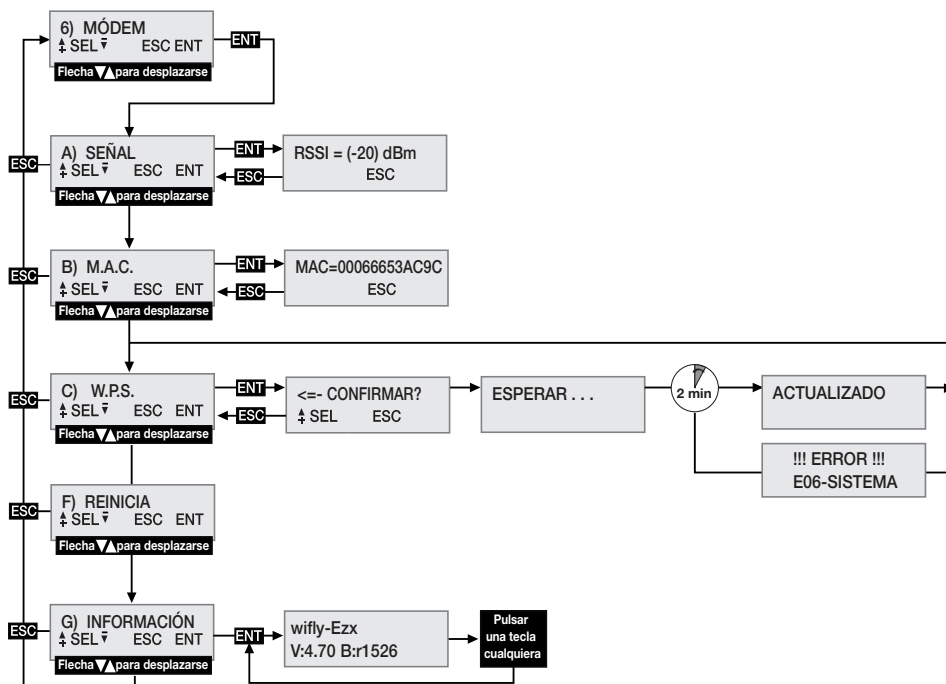 6) MÓDEM
SEL ESC ENT
Flecha para desplazarse
ENT
A) SEÑAL
SEL ESC ENT
Flecha para desplazarse
ESC
ENT
ESC
RSSI = (-20) dBm
ESC
B) M.A.C.
SEL ESC ENT
Flecha para desplazarse
ESC
ENT
ESC
MAC=00066653AC9C
ESC
C) W.P.S.
SEL ESC ENT
Flecha para desplazarse
ESC
ENT
ESC
<=- CONFIRMAR?
SEL ESC
ESPERAR . . .
2 min
ACTUALIZADO
!!! ERROR !!!
E06-SISTEMA
F) REINICIA
SEL ESC ENT
Flecha para desplazarse
ESC
G) INFORMACIÓN
SEL ESC ENT
Flecha para desplazarse
ESC
ENT
wifly-Ezx
V:4.70 B:r1526
Pulsar
una tecla
cualquiera